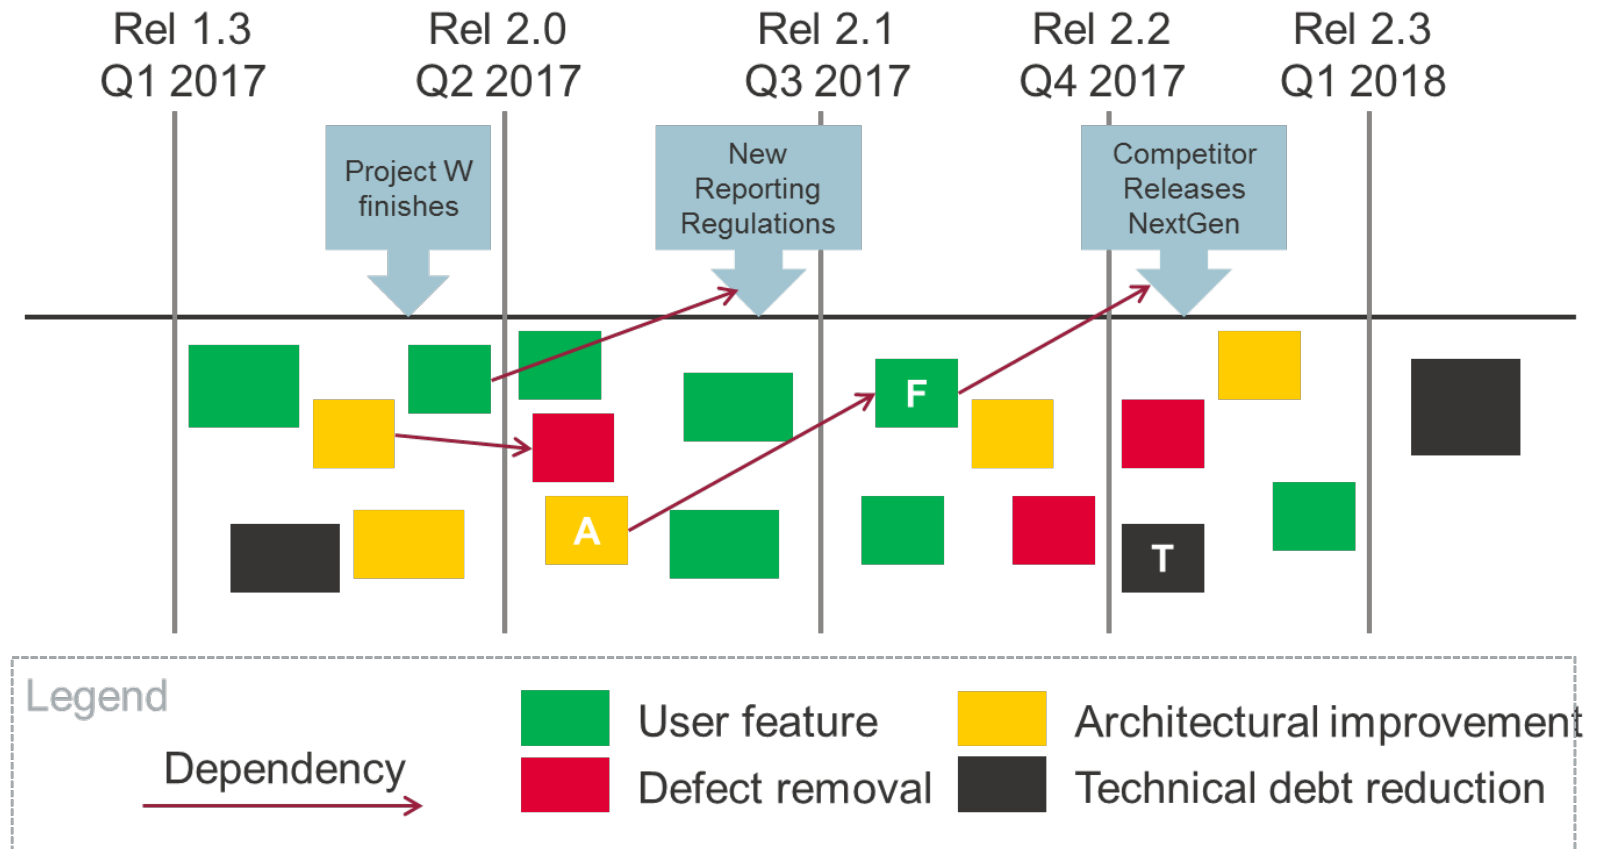 Rel 1.3
Q1 2017
Rel 2.0
Q2 2017
Rel 2.1
Q3 2017
Rel 2.2
Q4 2017
Rel 2.3
Q1 2018
Project W
finishes
New
Reporting
Regulations
Competitor
Releases
NextGen
F
A
T
Legend
Dependency
User feature
Defect removal
Architectural improvement
Technical debt reduction